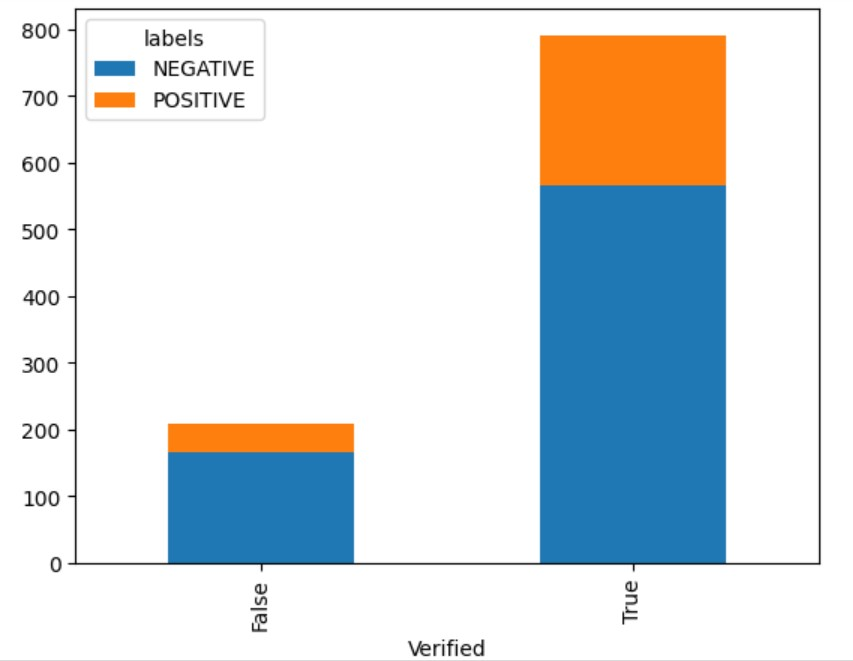 800
700
600
500
400
300
200
100
0
labels
NEGATIVE
POSITIVE
False
True
Verified